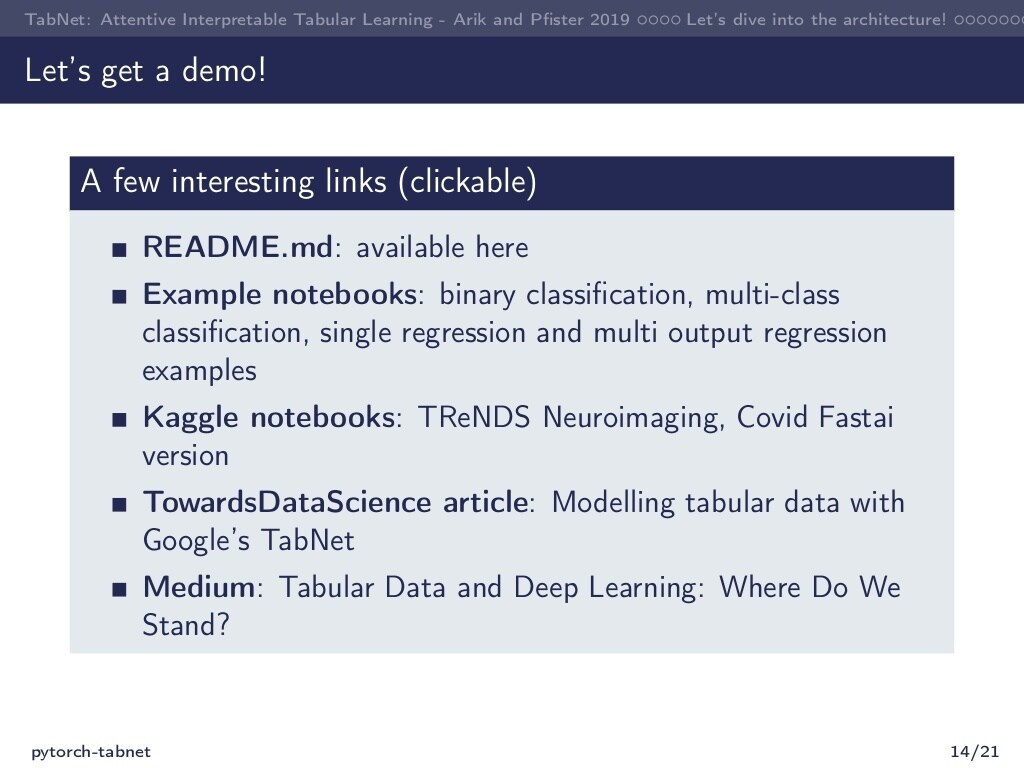 TabNet: Attentive Interpretable Tabular Learning - Arik and Pfister 2019 Let's dive into the architecture!
Let's get a demo!
A few interesting links (clickable)
README.md: available here
Example notebooks: binary classification, multi-class
classification, single regression and multi output regression
examples
Kaggle notebooks: TReNDS Neuroimaging, Covid Fastai
version
TowardsDataScience article: Modelling tabular data with
Google's TabNet
Medium: Tabular Data and Deep Learning: Where Do We
Stand?
pytorch-tabnet 14/21